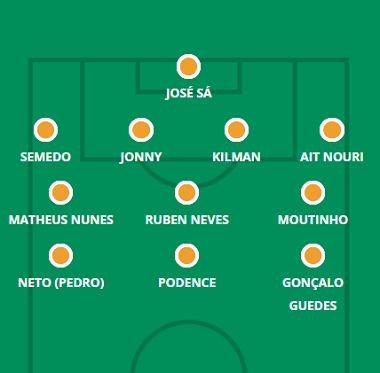 JOSÉ SÁ
SEMEDO JONNY KILMAN AIT NOURI
MATHEUS NUNES RUBEN NEVES MOUTINHO
NETO (PEDRO) PODENCE GONÇALO
GUEDES